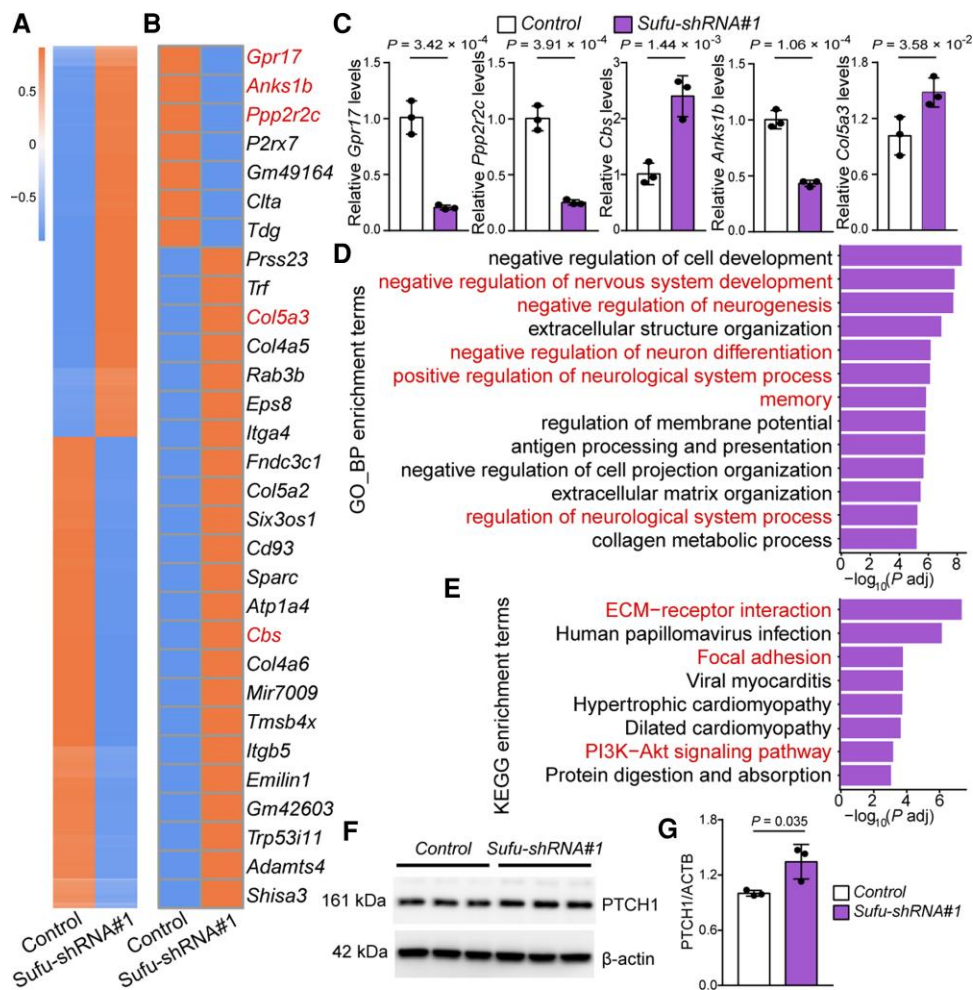 A
0.5
0
−0.5
Control
Sufu-shRNA#1
B
Gpr17
Anks1b
Ppp2r2c
P2rx7
Gm49164
Clta
Tdg
Prss23
Trf
Col5a3
Col4a5
Rab3b
Eps8
Itga4
Fndc3c1
Col5a2
Six3os1
Cd93
Sparc
Atp1a4
Cbs
Col4a6
Mir7009
Tmsb4x
Itgb5
Emilin1
Gm42603
Trp53i11
Adamts4
Shisa3
Control
Sufu-shRNA#1
C
Control
Sufu-shRNA#1
P = 3.42 × 10-4
Relative Gpr17 levels
1.5
1.0
0.5
0.0
P = 3.91 × 10-4
Relative Ppp2r2c levels
1.5
1.0
0.5
0.0
P = 1.44 × 10-3
Relative Cbs levels
3
2
1
0
P = 1.06 × 10-4
Relative Anks1b levels
1.5
1.0
0.5
0.0
P = 3.58 × 10-2
Relative Col5a3 levels
2.0
1.5
1.0
0.5
0.0
D
GO_BP enrichment terms
negative regulation of cell development
negative regulation of nervous system development
negative regulation of neurogenesis
extracellular structure organization
negative regulation of neuron differentiation
positive regulation of neurological system process
memory
regulation of membrane potential
antigen processing and presentation
negative regulation of cell projection organization
extracellular matrix organization
regulation of neurological system process
collagen metabolic process
0 2 4 6 8
−log10(P adj)
E
KEGG enrichment terms
ECM−receptor interaction
Human papillomavirus infection
Focal adhesion
Viral myocarditis
Hypertrophic cardiomyopathy
Dilated cardiomyopathy
PI3K−Akt signaling pathway
Protein digestion and absorption
0 2 4 6
−log10(P adj)
F
Control Sufu-shRNA#1
161 kDa PTCH1
42 kDa β-actin
G
P = 0.035
PTCH1/ACTB
1.8
1.2
0.6
0.0
Control
Sufu-shRNA#1